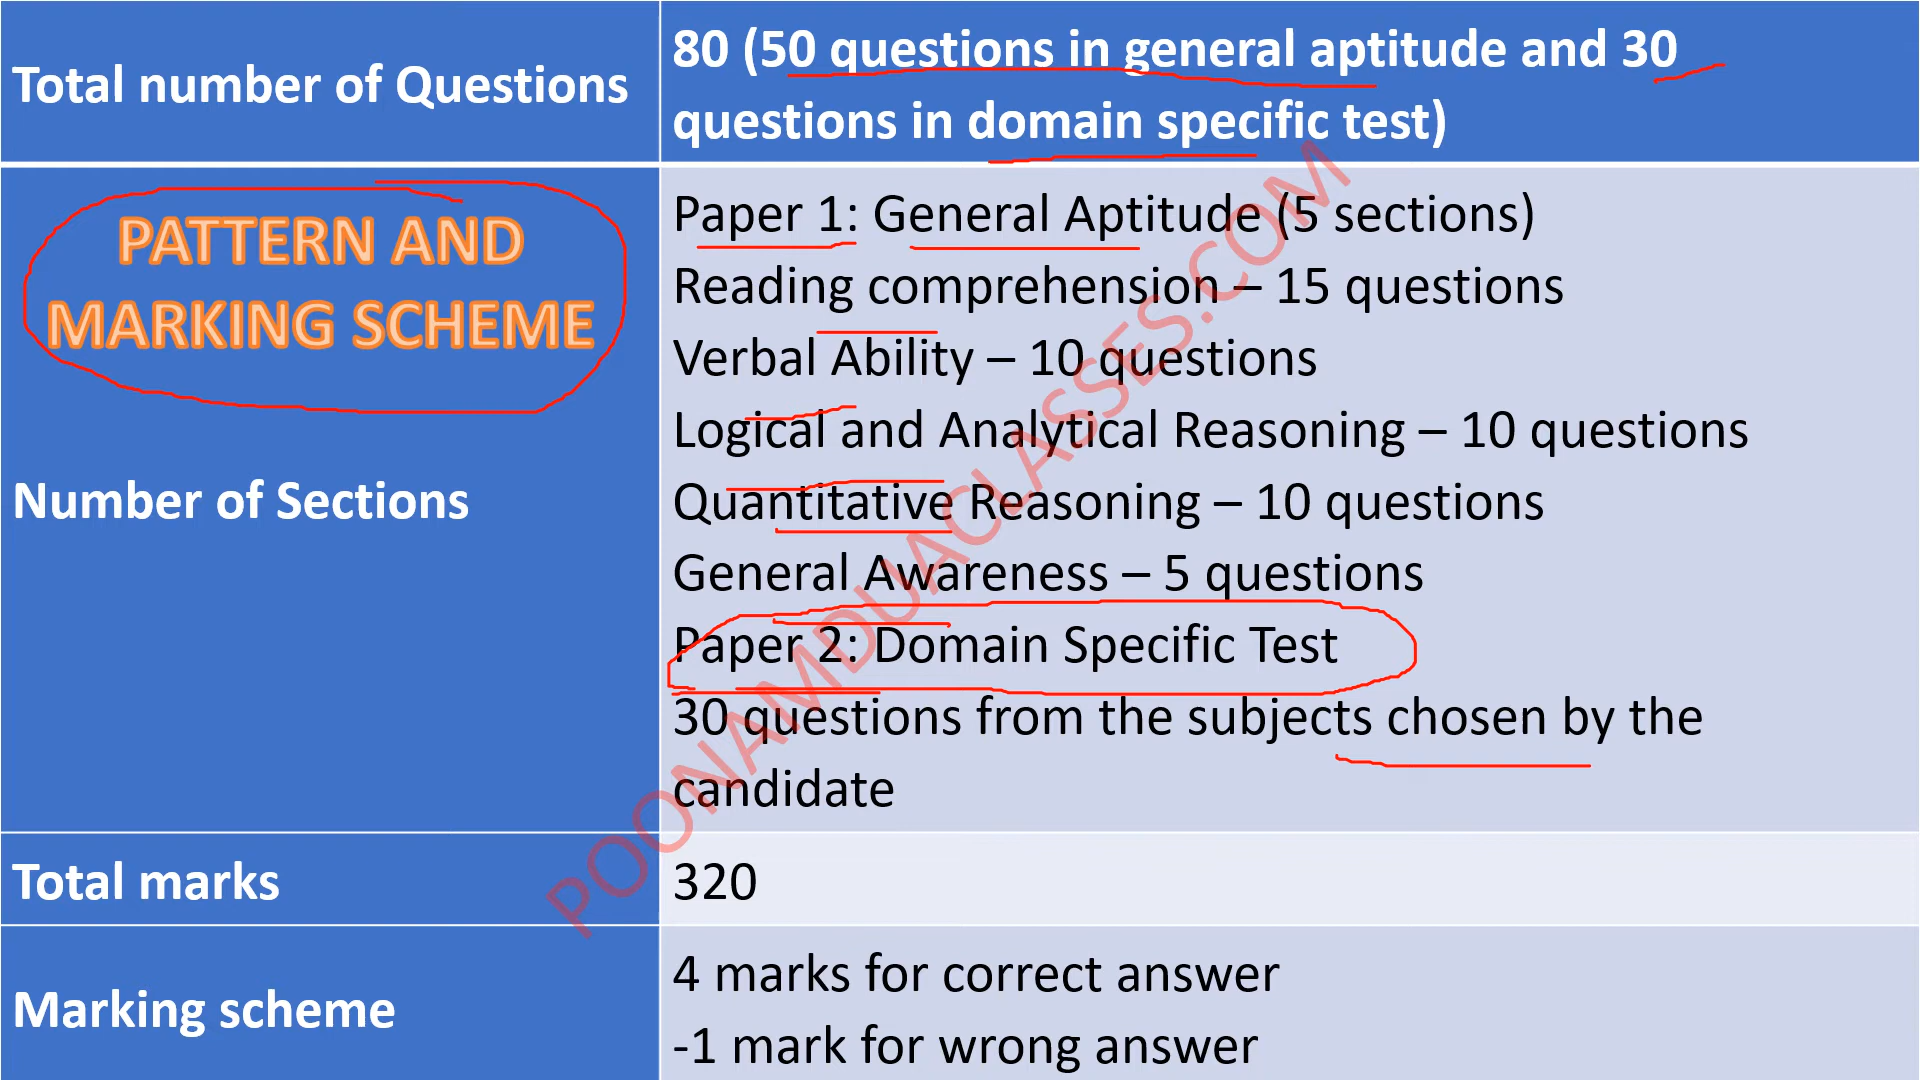 Total number of Questions
80 (50 questions in general aptitude and 30
questions in domain specific test)
PATTERN AND
MARKING SCHEME
Number of Sections
Paper 1: General Aptitude (5 sections)
Reading comprehension – 15 questions
Verbal Ability – 10 questions
Logical and Analytical Reasoning – 10 questions
Quantitative Reasoning – 10 questions
General Awareness – 5 questions
Paper 2: Domain Specific Test
30 questions from the subjects chosen by the
candidate
Total marks
320
Marking scheme
4 marks for correct answer
-1 mark for wrong answer
POONAMDUACLASSES.COM